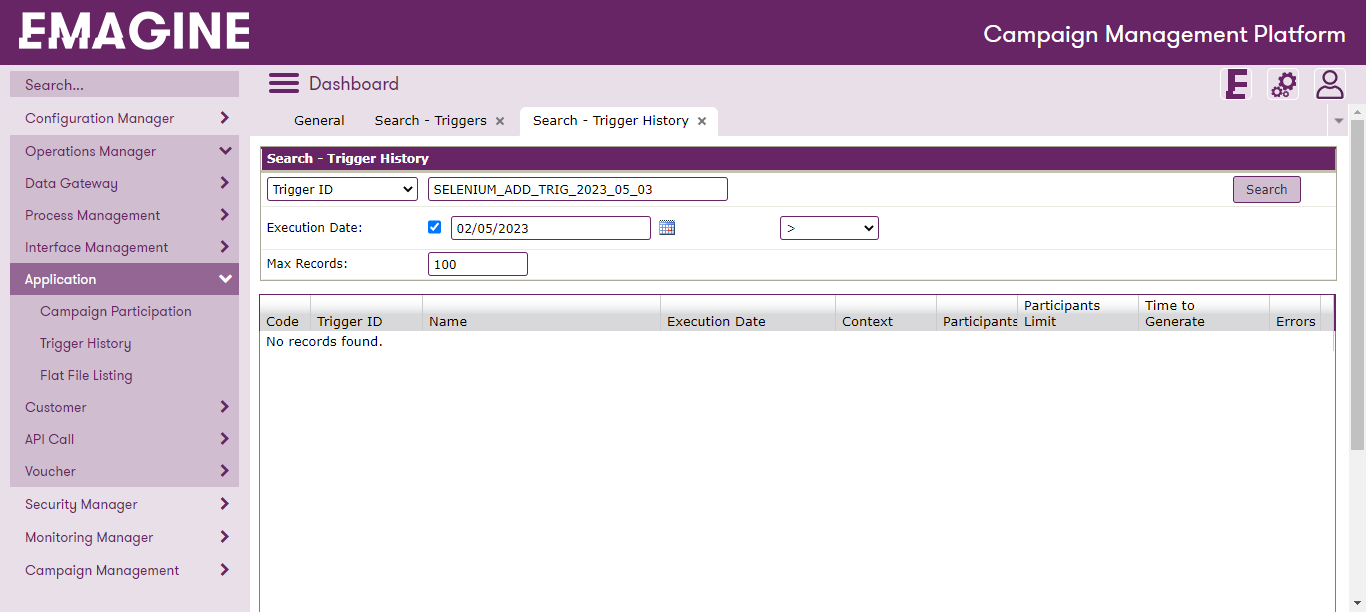 EMAGINE
Campaign Management Platform
Search...
Configuration Manager
Operations Manager
Data Gateway
Process Management
Interface Management
Application
Campaign Participation
Trigger History
Flat File Listing
Customer
API Call
Voucher
Security Manager
Monitoring Manager
Campaign Management
Dashboard
E
General Search - Triggers × Search - Trigger History ×
Search - Trigger History
Trigger ID SELENIUM_ADD_TRIG_2023_05_03 Search
Execution Date: 02/05/2023 >
Max Records: 100
Code Trigger ID Name Execution Date Context Participants Participants Limit Time to Generate Errors
No records found.